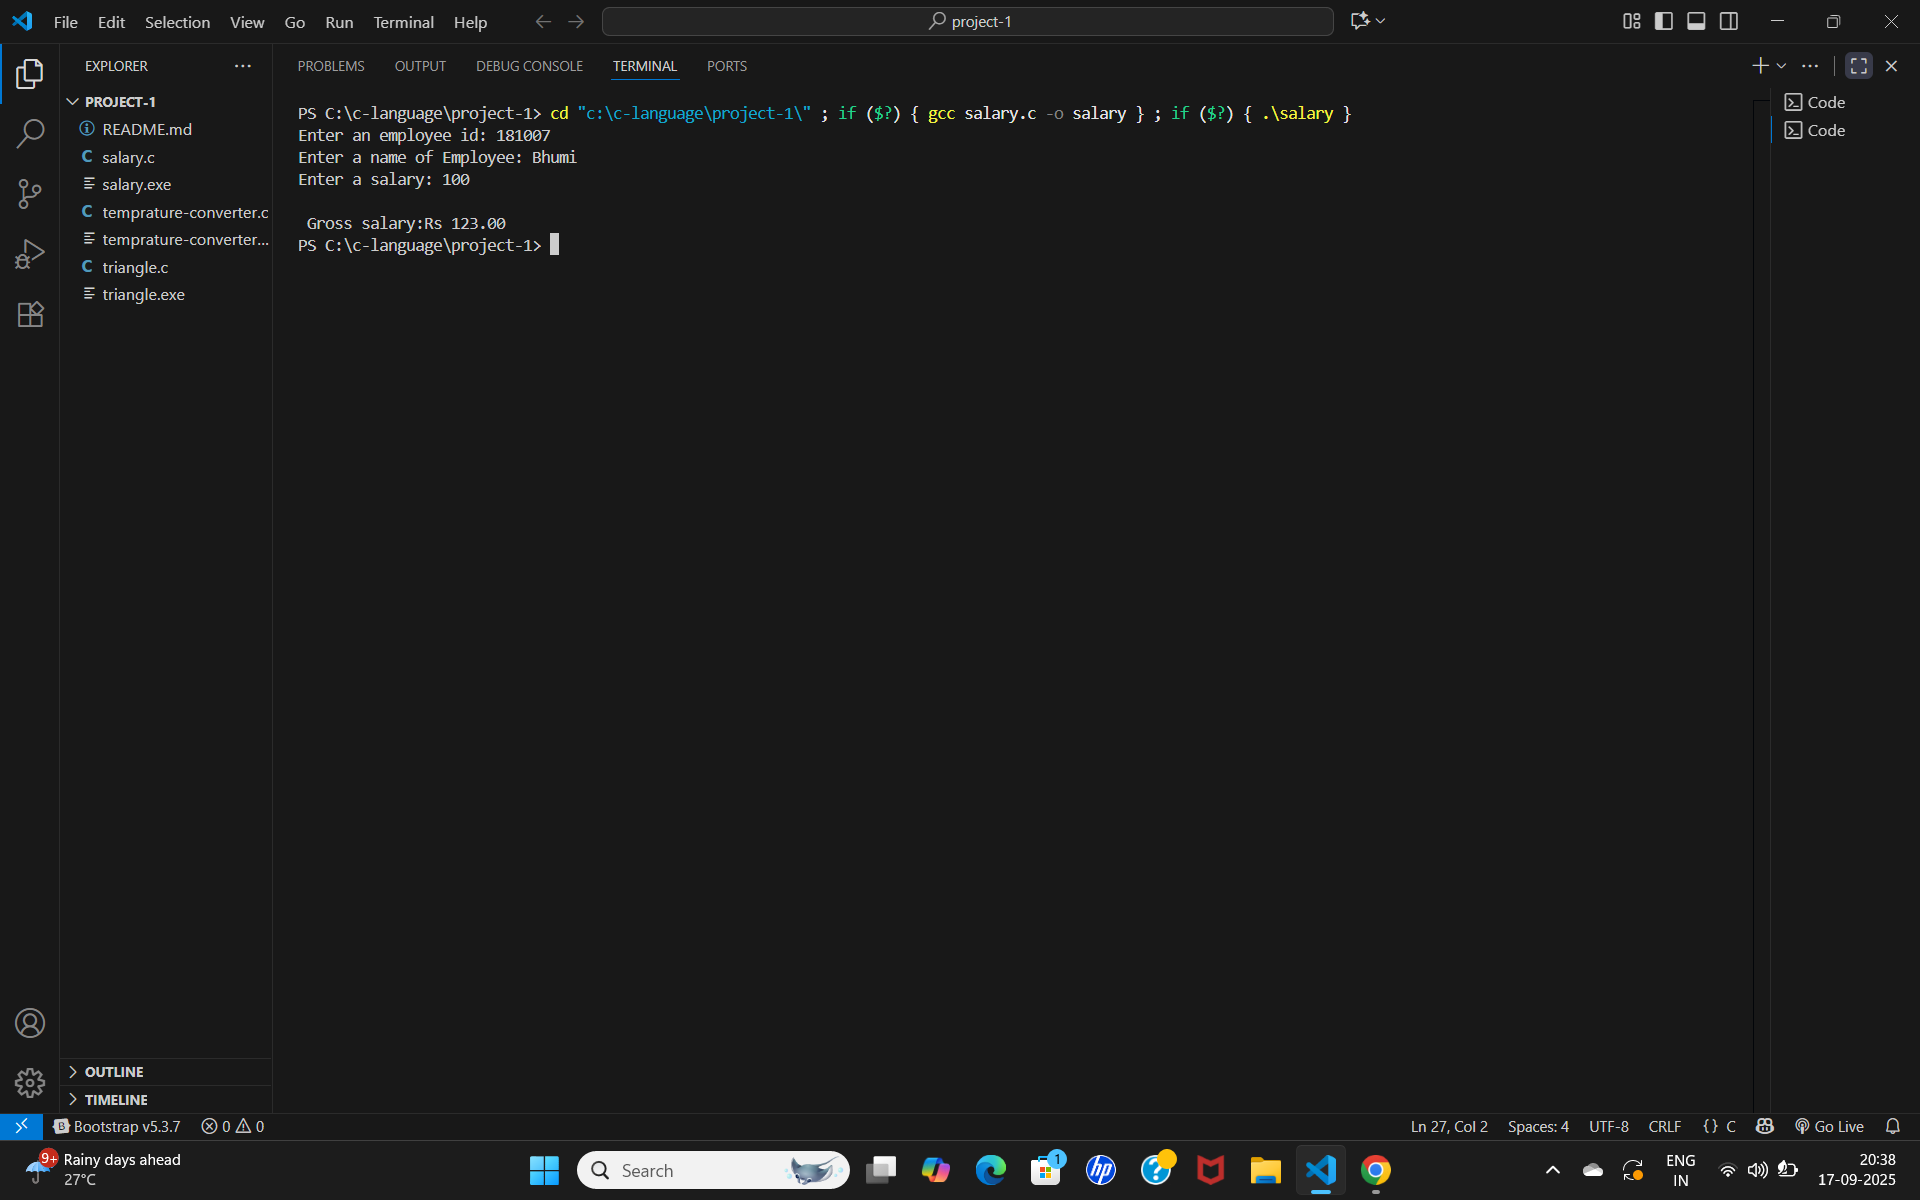 File Edit Selection View Go Run Terminal Help
project-1
EXPLORER
PROBLEMS OUTPUT DEBUG CONSOLE TERMINAL PORTS
PROJECT-1
README.md
C salary.c
salary.exe
C temprature-converter.c
temprature-converter...
C triangle.c
triangle.exe
PS C:\c-language\project-1> cd "c:\c-language\project-1\" ; if ($?) { gcc salary.c -o salary } ; if ($?) { .\salary }
Enter an employee id: 181007
Enter a name of Employee: Bhumi
Enter a salary: 100
Gross salary:Rs 123.00
PS C:\c-language\project-1>
Code
Code
OUTLINE
TIMELINE
B Bootstrap v5.3.7 0 0
Ln 27, Col 2 Spaces: 4 UTF-8 CRLF {} C Go Live
9+ Rainy days ahead
27°C
Search
1
hp
?
ENG
IN
20:38
17-09-2025